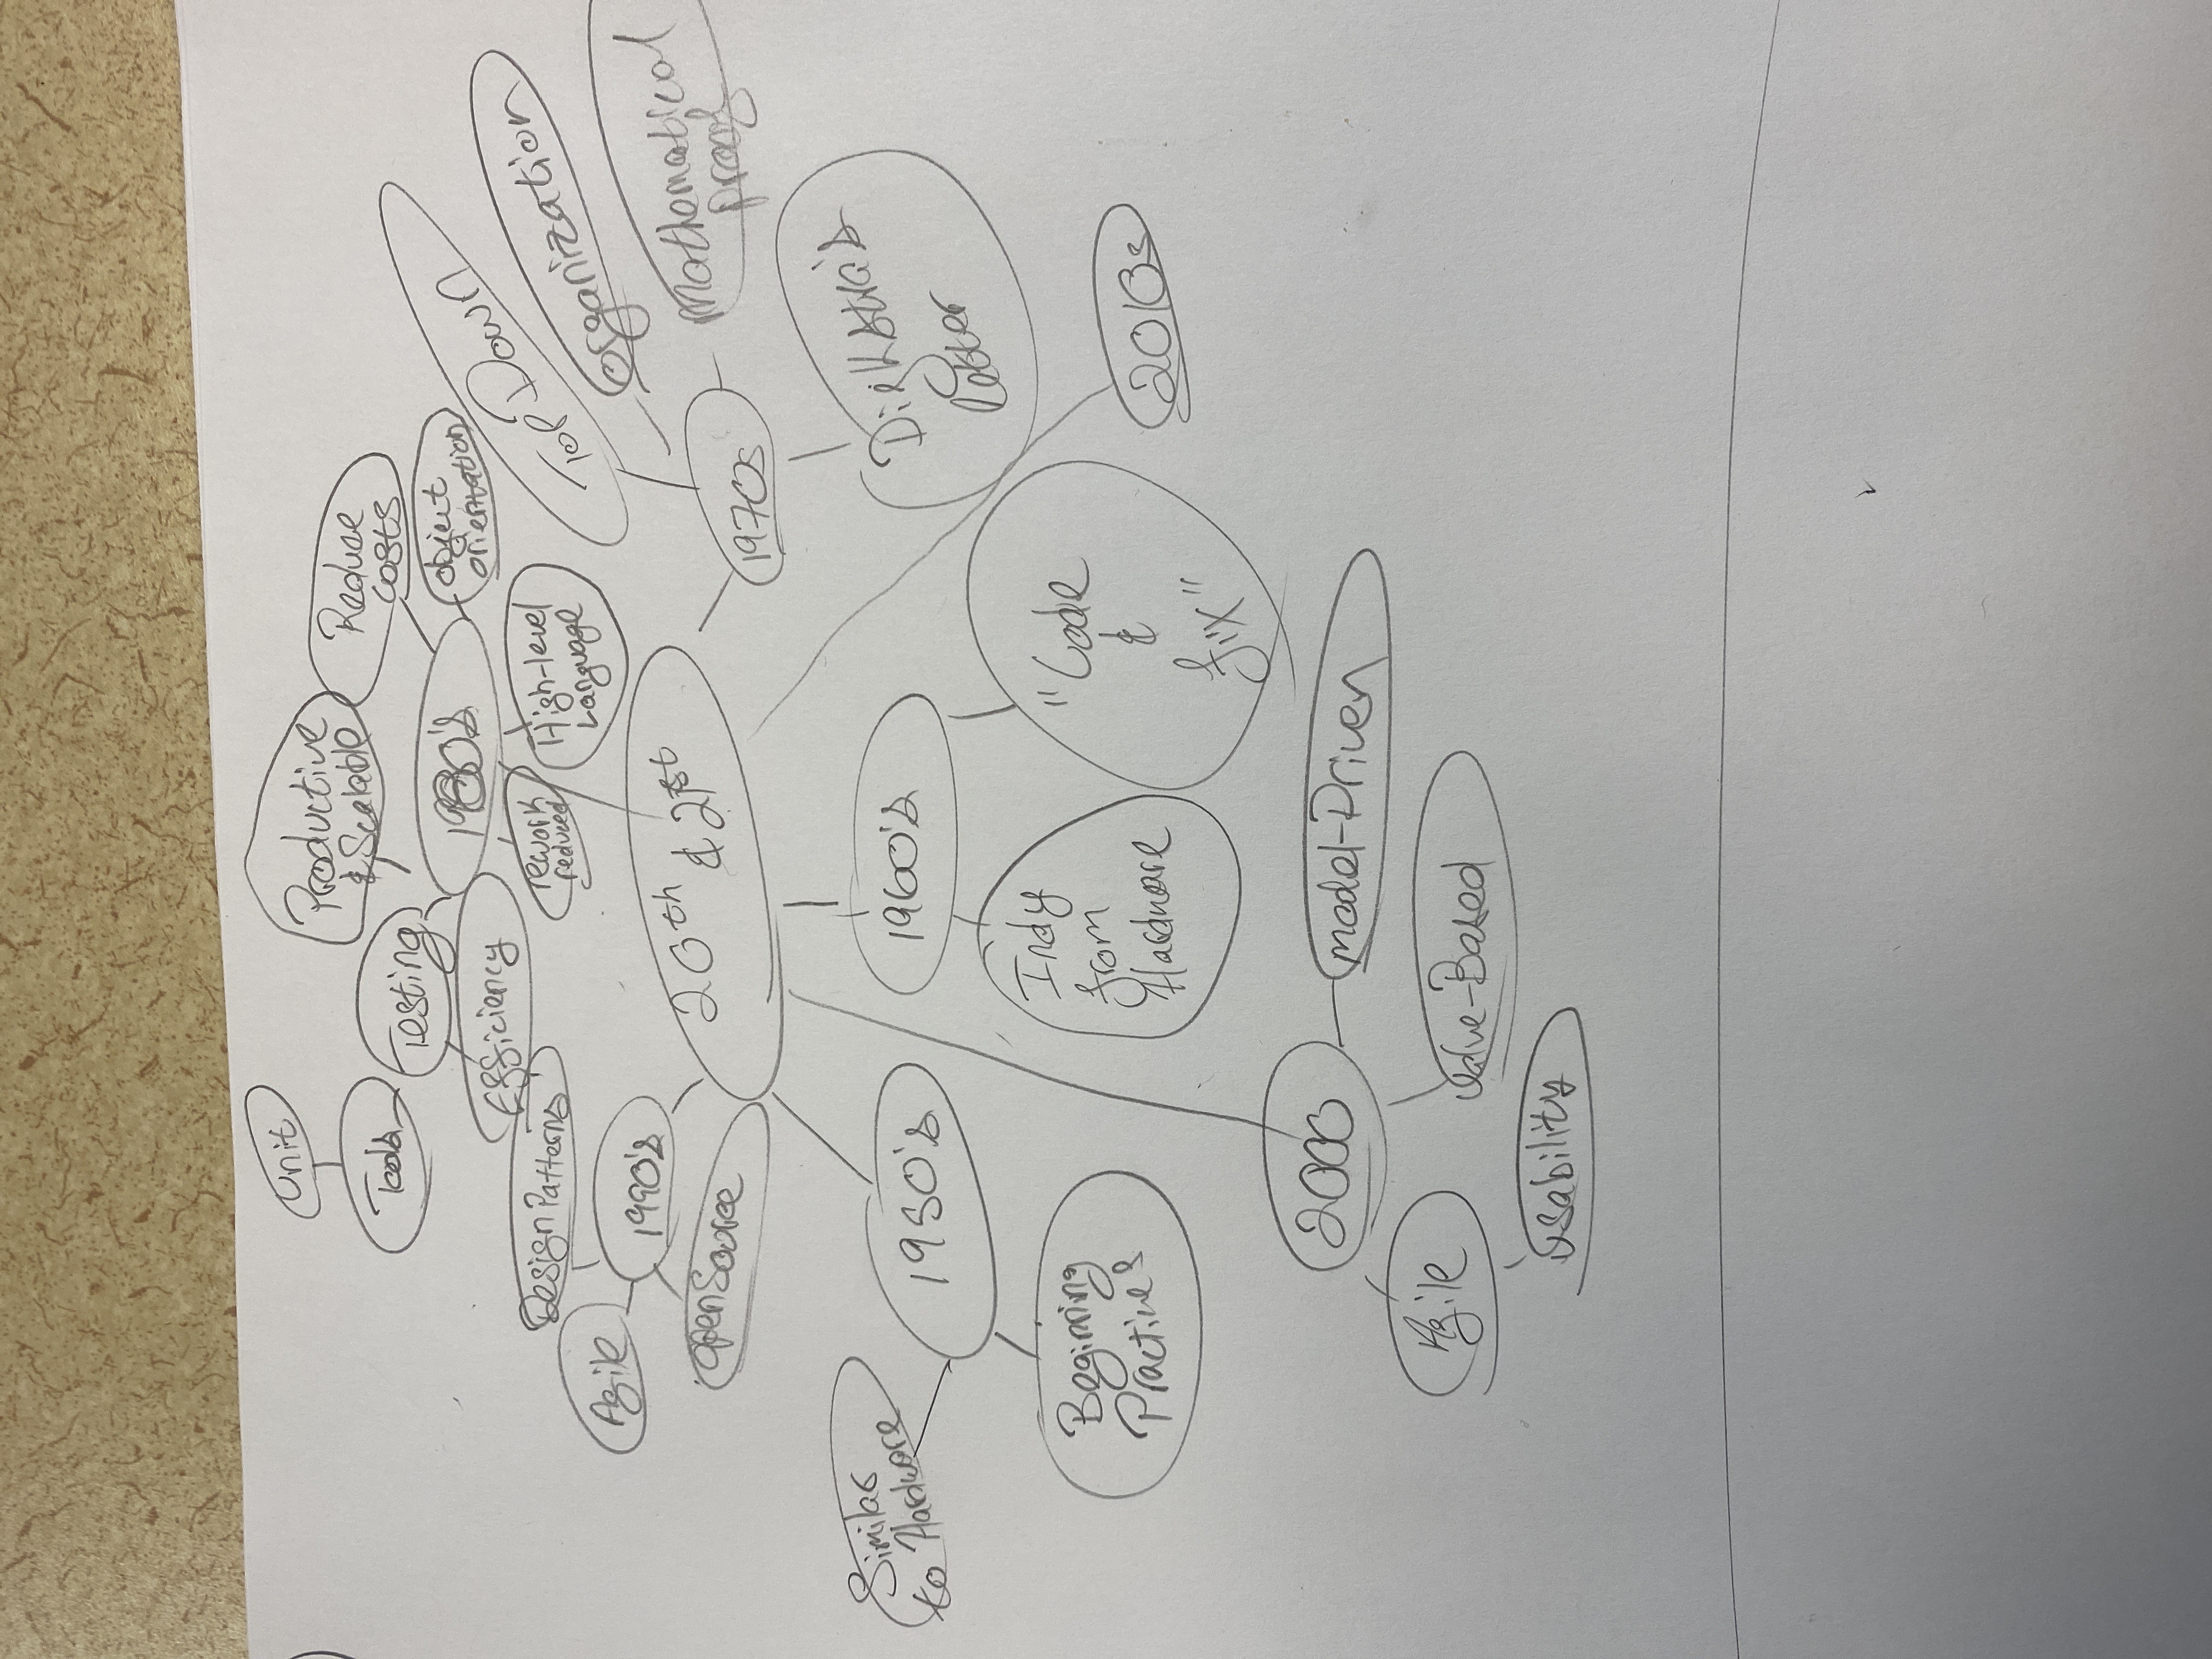 Unit
Tools
Testing
Efficiency
Productive
& Scalable
Reduce
costs
1980's
object
orientation
rework
reduced
High-level
Language
Top Down
organization
Mathematical
proof
1970s
Dijkstra's
letter
Design Patterns
Agile
1990's
open Source
20th & 21st
Similar
to Hardware
1950's
Beginning
Practices
1960's
Indy
from
Hardware
"Code
&
fix"
2010s
2000
model-Driven
Agile
value-Based
usability